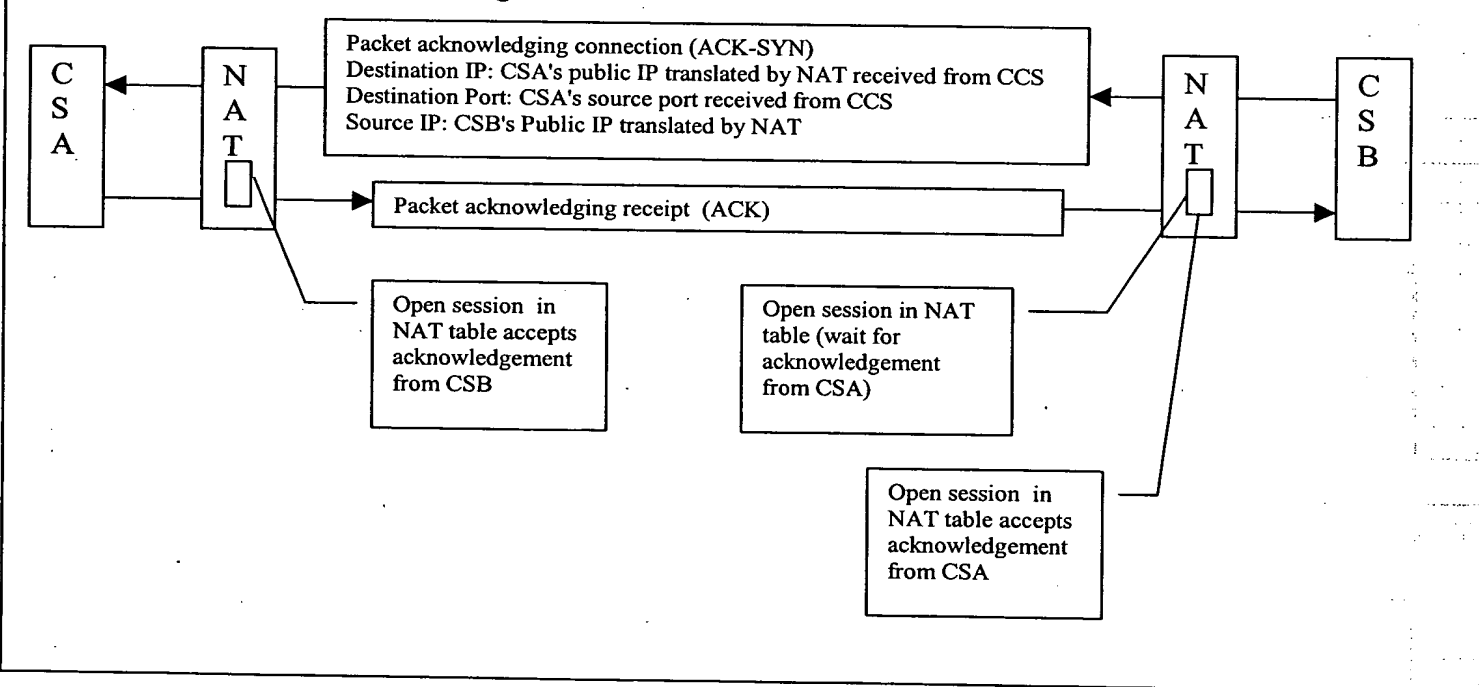 Packet acknowledging connection (ACK-SYN)
Destination IP: CSA's public IP translated by NAT received from CCS
Destination Port: CSA's source port received from CCS
Source IP: CSB's Public IP translated by NAT
C
S
A
N
A
T
N
A
T
C
S
B
Packet acknowledging receipt (ACK)
Open session in
NAT table accepts
acknowledgement
from CSB
Open session in NAT
table (wait for
acknowledgement
from CSA)
Open session in
NAT table accepts
acknowledgement
from CSA